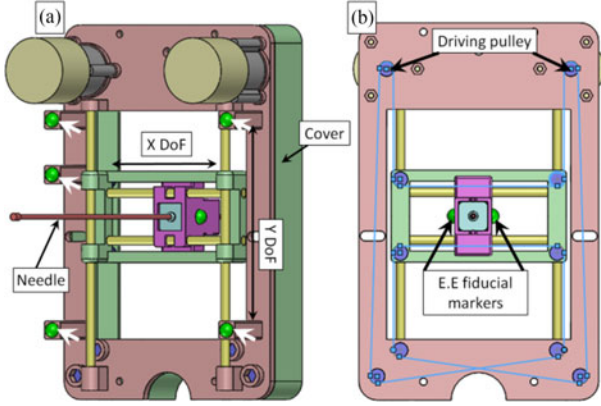 (a)
X DoF
Cover
Y DoF
Needle
(b)
Driving pulley
E.E fiducial
markers